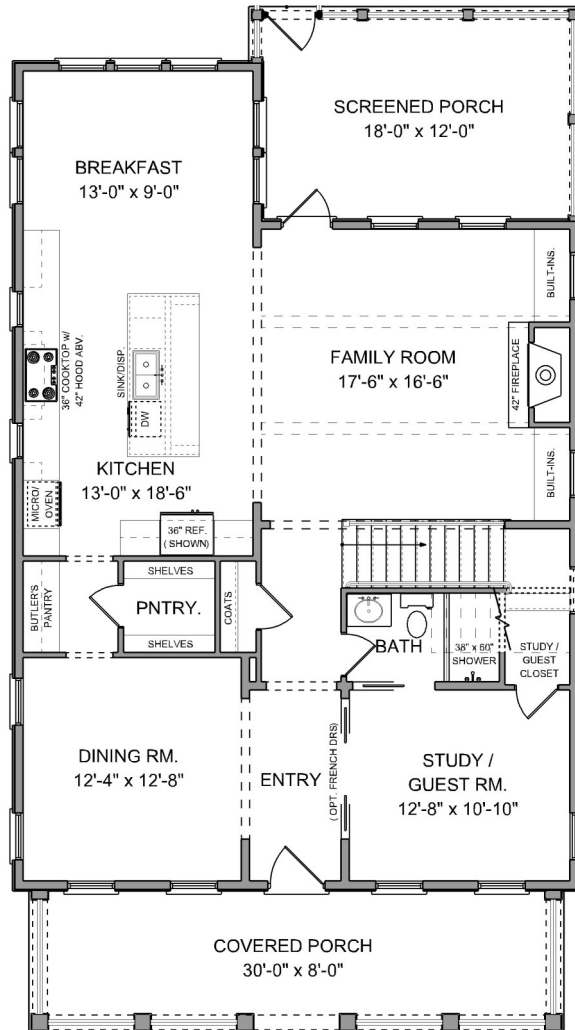 SCREENED PORCH
18'-0" x 12'-0"
BREAKFAST
13'-0" x 9'-0"
BUILT-INS.
36" COOKTOP w/
42" HOOD ABV.
SINK/DISP.
DW
FAMILY ROOM
17'-6" x 16'-6"
42" FIREPLACE
KITCHEN
13'-0" x 18'-6"
BUILT-INS.
MICRO/
OVEN
36" REF.
( SHOWN)
BUTLER'S
PANTRY
SHELVES
PNTRY.
SHELVES
COATS
BATH
38" x 60"
SHOWER
STUDY /
GUEST
CLOSET
DINING RM.
12'-4" x 12'-8"
ENTRY
( OPT. FRENCH DRS)
STUDY /
GUEST RM.
12'-8" x 10'-10"
COVERED PORCH
30'-0" x 8'-0"